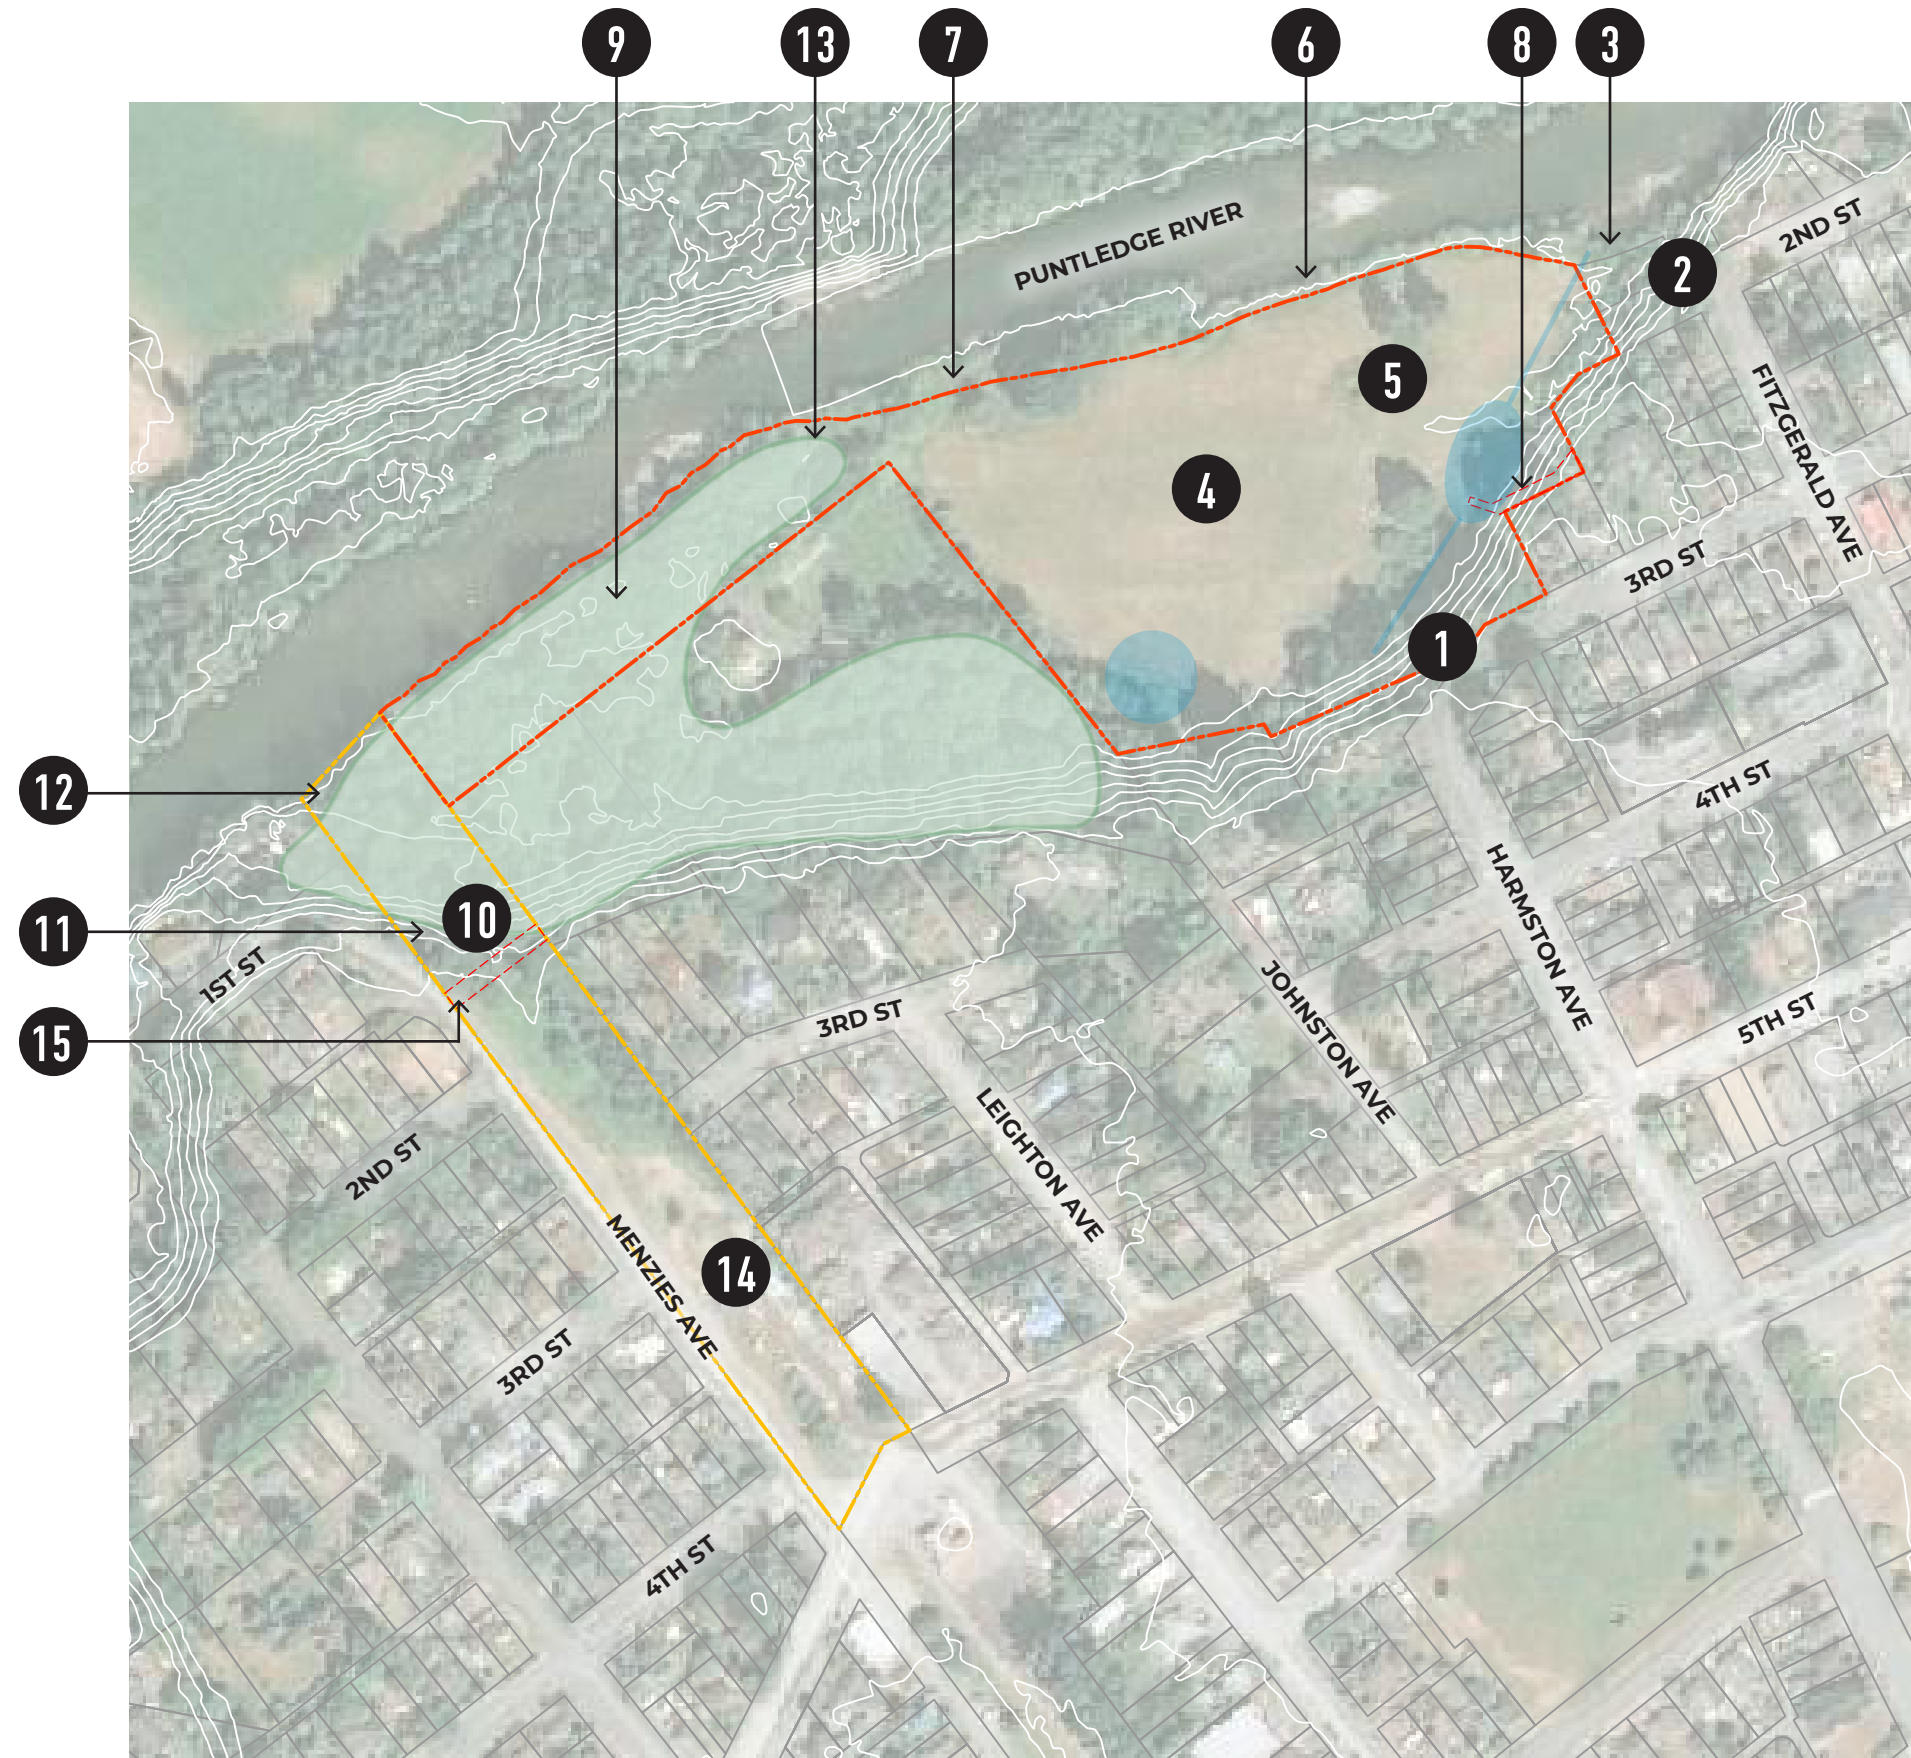 9
13
7
6
8
3
PUNTLEDGE RIVER
2ND ST
2
5
FITZGERALD AVE
4
3RD ST
1
4TH ST
12
HARMSTON AVE
10
11
1ST ST
JOHNSTON AVE
3RD ST
5TH ST
15
LEIGHTON AVE
2ND ST
MENZIES AVE
14
3RD ST
4TH ST